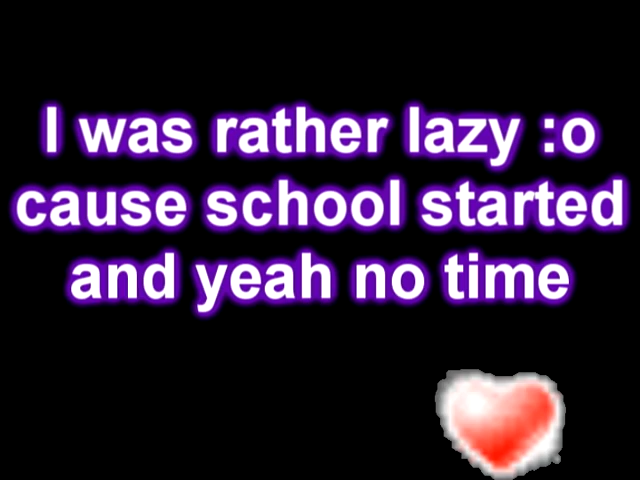 I was rather lazy :o
cause school started
and yeah no time